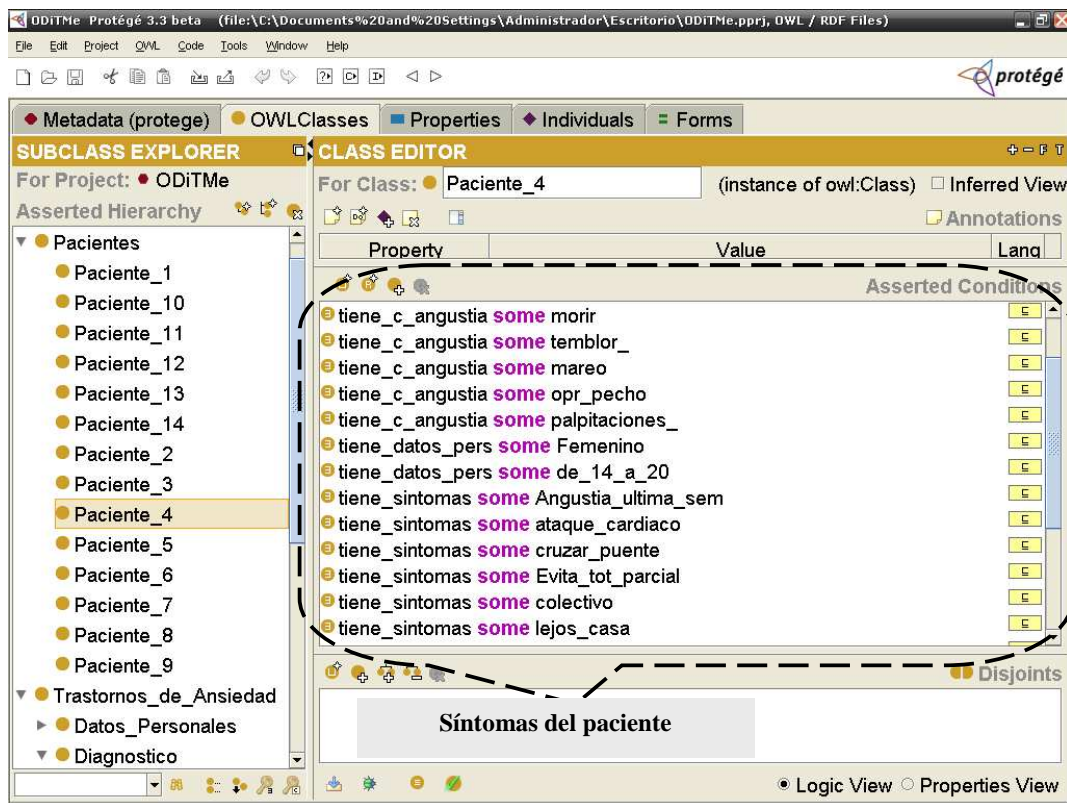 ODiTMe Protégé 3.3 beta (file:\C:\Documents%20and%20Settings\Administrador\Escritorio\ODiTMe.pprj, OWL / RDF Files)
File Edit Project OWL Code Tools Window Help
protégé
Metadata (protege) OWLClasses Properties Individuals Forms
SUBCLASS EXPLORER
For Project: ODiTMe
Asserted Hierarchy
Pacientes
Paciente_1
Paciente_10
Paciente_11
Paciente_12
Paciente_13
Paciente_14
Paciente_2
Paciente_3
Paciente_4
Paciente_5
Paciente_6
Paciente_7
Paciente_8
Paciente_9
Trastornos_de_Ansiedad
Datos_Personales
Diagnostico
CLASS EDITOR
For Class: Paciente_4 (instance of owl:Class) Inferred View
Annotations
Property Value Lang
Asserted Conditions
tiene_c_angustia some morir
tiene_c_angustia some temblor_
tiene_c_angustia some mareo
tiene_c_angustia some opr_pecho
tiene_c_angustia some palpitaciones_
tiene_datos_pers some Femenino
tiene_datos_pers some de_14_a_20
tiene_sintomas some Angustia_ultima_sem
tiene_sintomas some ataque_cardiaco
tiene_sintomas some cruzar_puente
tiene_sintomas some Evita_tot_parcial
tiene_sintomas some colectivo
tiene_sintomas some lejos_casa
Disjoints
Síntomas del paciente
Logic View Properties View